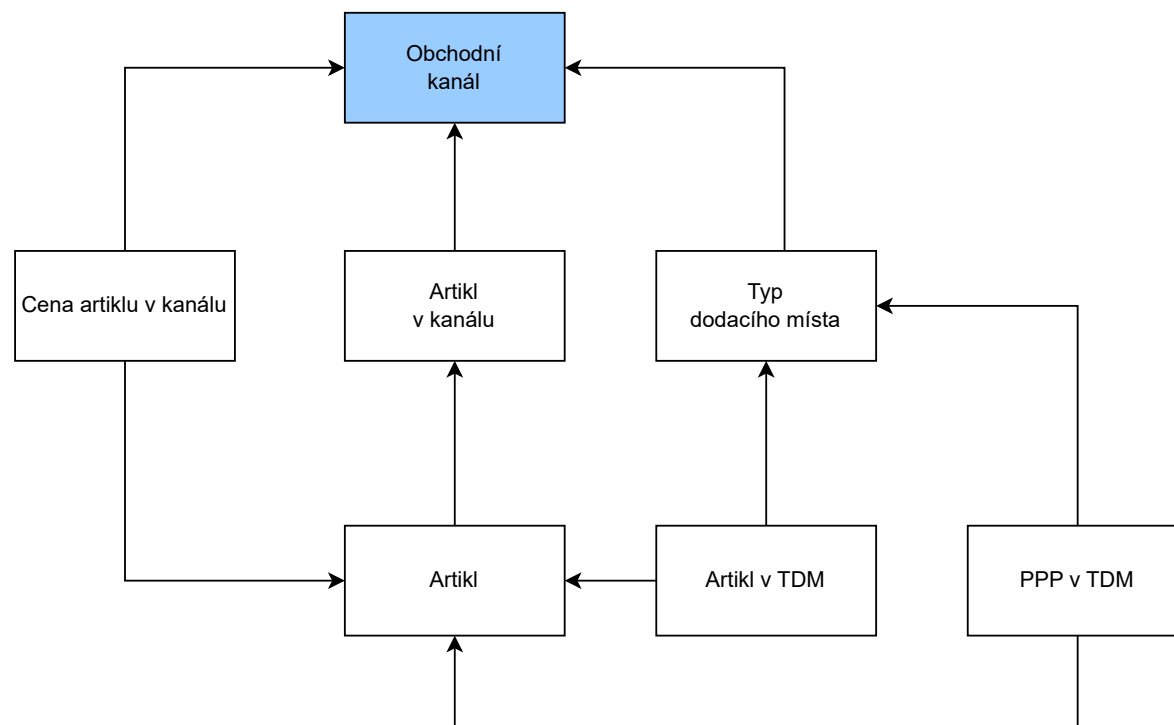 Obchodní
kanál
Cena artiklu v kanálu
Artikl
v kanálu
Typ
dodacího místa
Artikl
Artikl v TDM
PPP v TDM